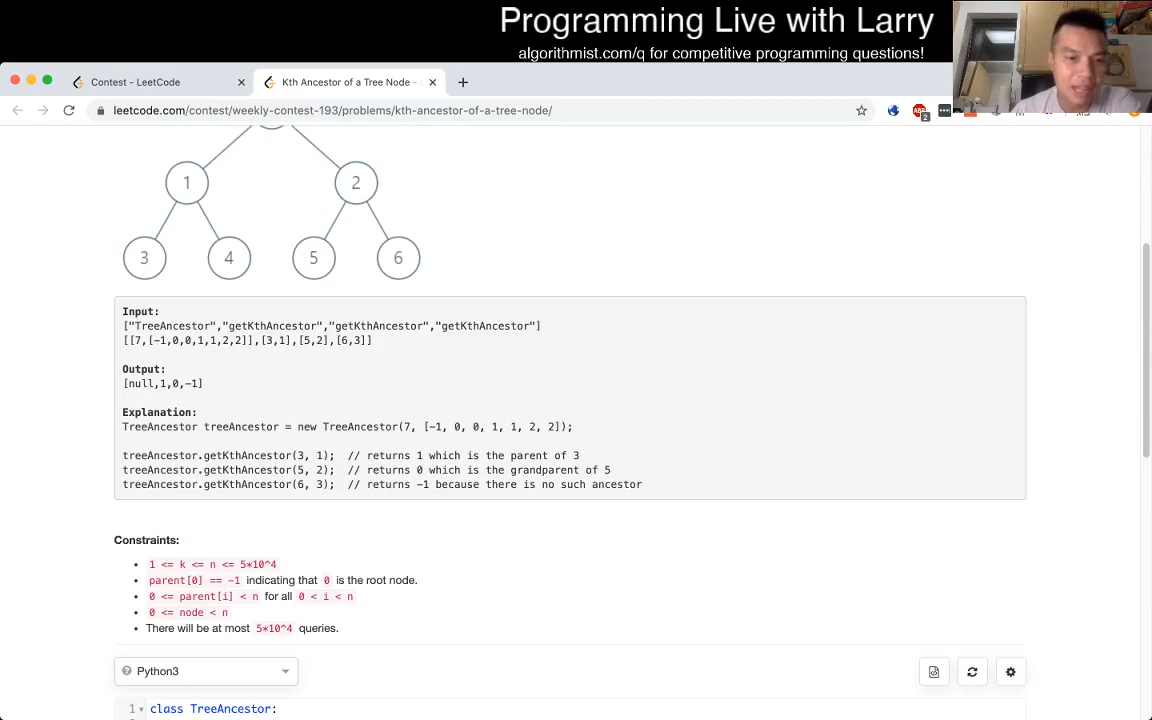 Programming Live with Larry
algorithmist.com/q for competitive programming questions!
Contest - LeetCode
Kth Ancestor of a Tree Node -
leetcode.com/contest/weekly-contest-193/problems/kth-ancestor-of-a-tree-node/
ABP
2
1
2
3
4
5
6
Input:
["TreeAncestor","getKthAncestor","getKthAncestor","getKthAncestor"]
[[7,[-1,0,0,1,1,2,2]],[3,1],[5,2],[6,3]]
Output:
[null,1,0,-1]
Explanation:
TreeAncestor treeAncestor = new TreeAncestor(7, [-1, 0, 0, 1, 1, 2, 2]);
treeAncestor.getKthAncestor(3, 1);  // returns 1 which is the parent of 3
treeAncestor.getKthAncestor(5, 2);  // returns 0 which is the grandparent of 5
treeAncestor.getKthAncestor(6, 3);  // returns -1 because there is no such ancestor
Constraints:
1 <= k <= n <= 5*10^4
parent[0] == -1 indicating that 0 is the root node.
0 <= parent[i] < n for all 0 < i < n
0 <= node < n
There will be at most 5*10^4 queries.
Python3
1 class TreeAncestor: